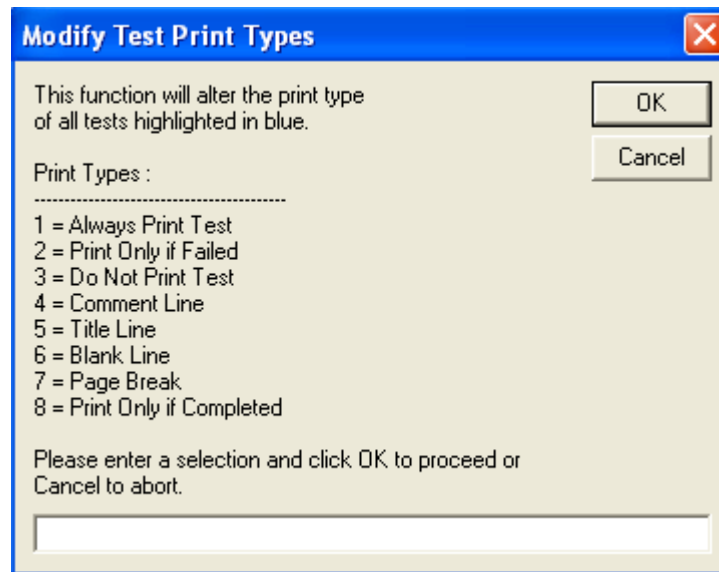 Modify Test Print Types
This function will alter the print type
of all tests highlighted in blue.
OK
Cancel
Print Types :
------------------------------------------
1 = Always Print Test
2 = Print Only if Failed
3 = Do Not Print Test
4 = Comment Line
5 = Title Line
6 = Blank Line
7 = Page Break
8 = Print Only if Completed
Please enter a selection and click OK to proceed or
Cancel to abort.